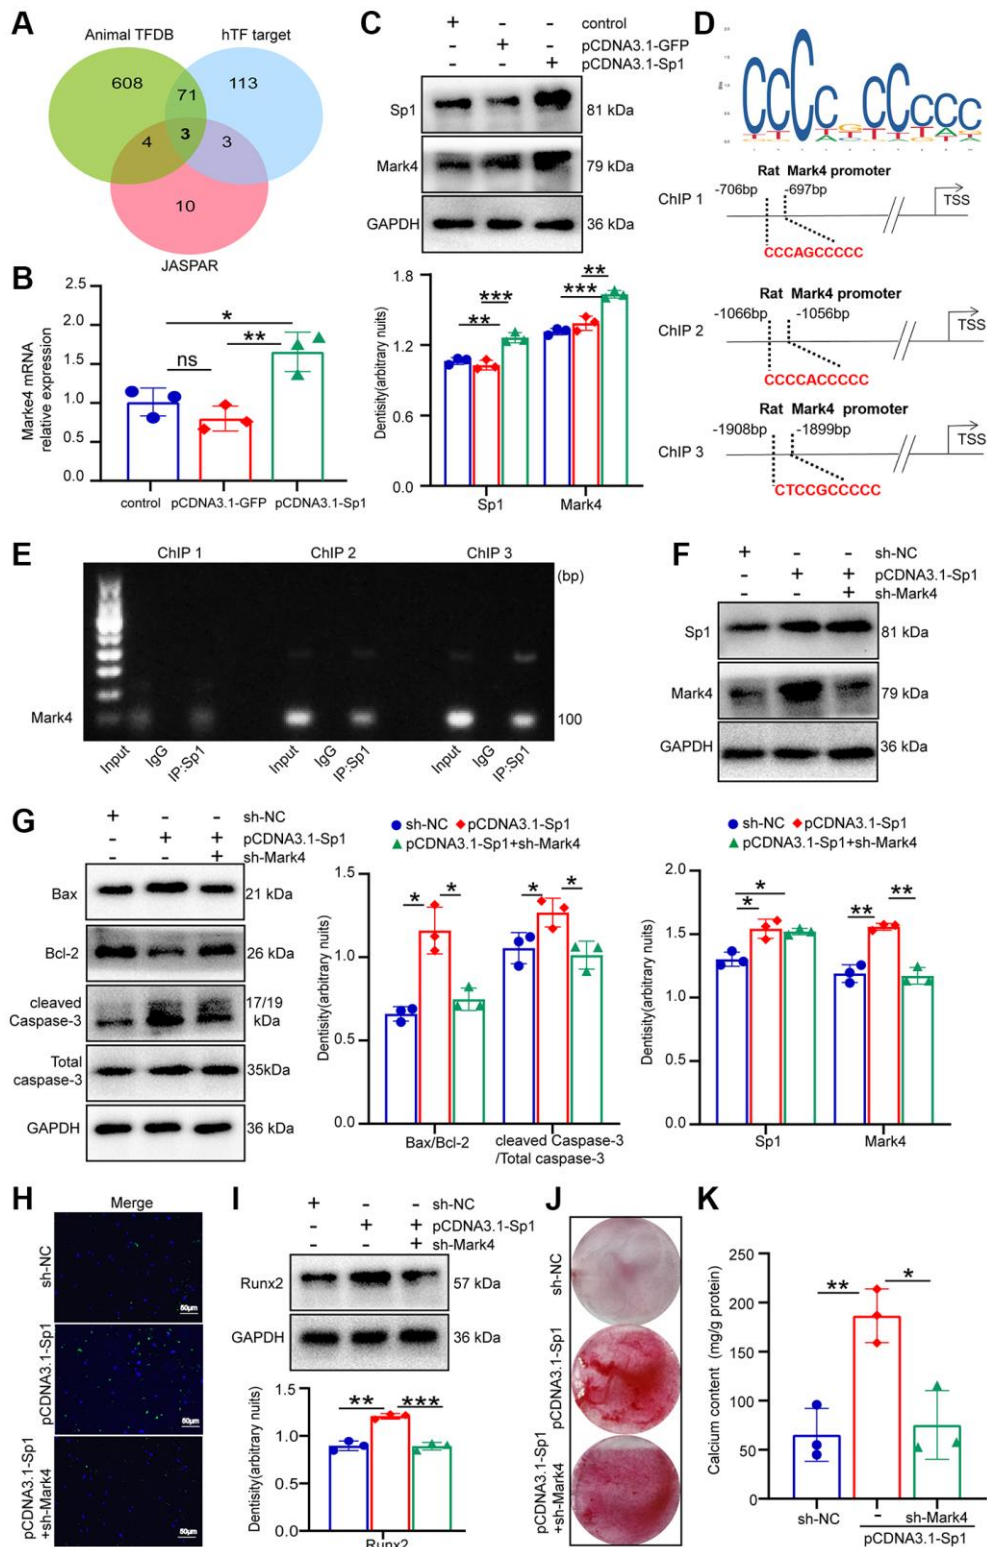 A
Animal TFDB
hTF target
608
71
113
3
4
3
10
JASPAR
B
Marke4 mRNA
relative expression
2.5
2.0
1.5
1.0
0.5
0.0
ns
*
**
control
pCDNA3.1-GFP
pCDNA3.1-Sp1
C
+ - - control
- + - pCDNA3.1-GFP
- - + pCDNA3.1-Sp1
Sp1 81 kDa
Mark4 79 kDa
GAPDH 36 kDa
Dentisity(arbitrary nuits)
1.8
1.2
0.6
0.0
**
***
***
**
Sp1
Mark4
D
CCCC CCCCC
Rat Mark4 promoter
-706bp -697bp
ChIP 1
TSS
CCCAGCCCCC
Rat Mark4 promoter
-1066bp -1056bp
ChIP 2
TSS
CCCCACCCCC
Rat Mark4 promoter
-1908bp -1899bp
ChIP 3
TSS
CTCCGCCCCC
E
ChIP 1 ChIP 2 ChIP 3
(bp)
Mark4
100
Input IgG IP:Sp1 Input IgG IP:Sp1 Input IgG IP:Sp1
F
+ - - sh-NC
- + + pCDNA3.1-Sp1
- - + sh-Mark4
Sp1 81 kDa
Mark4 79 kDa
GAPDH 36 kDa
G
+ - - sh-NC
- + + pCDNA3.1-Sp1
- - + sh-Mark4
Bax 21 kDa
Bcl-2 26 kDa
cleaved 17/19
Caspase-3 kDa
Total
caspase-3 35kDa
GAPDH 36 kDa
sh-NC pCDNA3.1-Sp1
pCDNA3.1-Sp1+sh-Mark4
Dentisity(arbitrary nuits)
1.5
1.0
0.5
0.0
* * * *
Bax/Bcl-2
cleaved Caspase-3
/Total caspase-3
sh-NC pCDNA3.1-Sp1
pCDNA3.1-Sp1+sh-Mark4
Dentisity(arbitrary nuits)
2.0
1.5
1.0
0.5
0.0
*
*
** **
Sp1
Mark4
H
Merge
sh-NC
50μm
pCDNA3.1-Sp1
50μm
pCDNA3.1-Sp1
+sh-Mark4
50μm
I
+ - - sh-NC
- + + pCDNA3.1-Sp1
- - + sh-Mark4
Runx2 57 kDa
GAPDH 36 kDa
Dentisity(arbitrary nuits)
1.5
1.0
0.5
0.0
** ***
Runx2
J
sh-NC
pCDNA3.1-Sp1
pCDNA3.1-Sp1
+sh-Mark4
K
Calcium content (mg/g protein)
250
200
150
100
50
0
** *
sh-NC - sh-Mark4
pCDNA3.1-Sp1